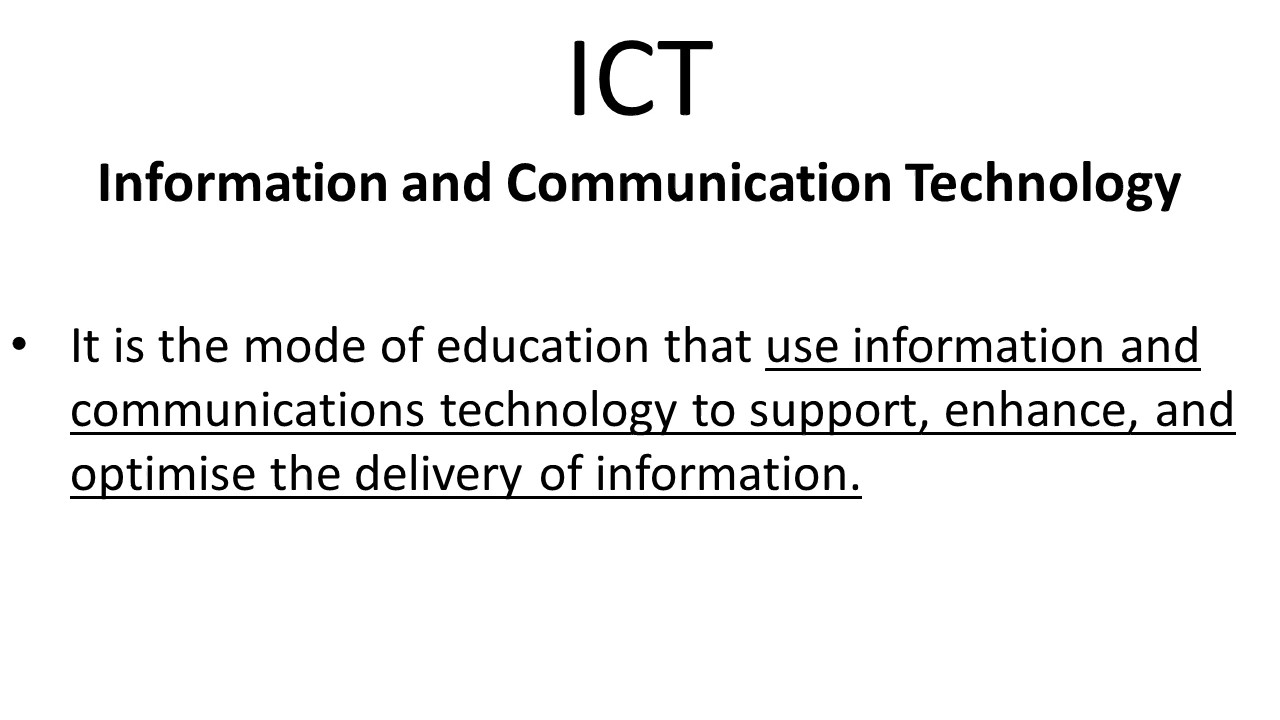 ICT
Information and Communication Technology
• It is the mode of education that use information and
communications technology to support, enhance, and
optimise the delivery of information.